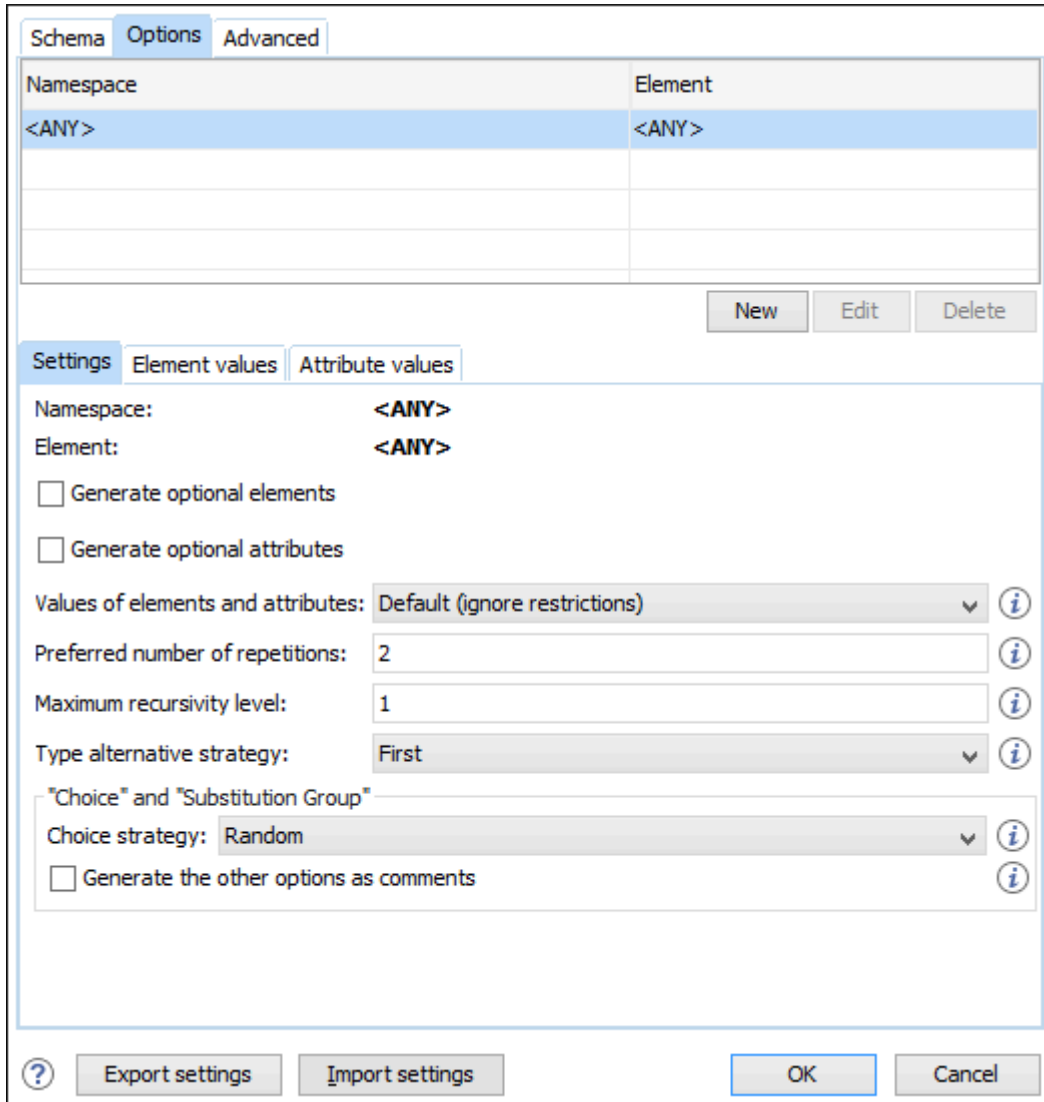 Schema Options Advanced
Namespace Element
<ANY> <ANY>
New Edit Delete
Settings Element values Attribute values
Namespace: <ANY>
Element: <ANY>
Generate optional elements
Generate optional attributes
Values of elements and attributes: Default (ignore restrictions)
Preferred number of repetitions: 2
Maximum recursivity level: 1
Type alternative strategy: First
"Choice" and "Substitution Group"
Choice strategy: Random
Generate the other options as comments
Export settings Import settings OK Cancel